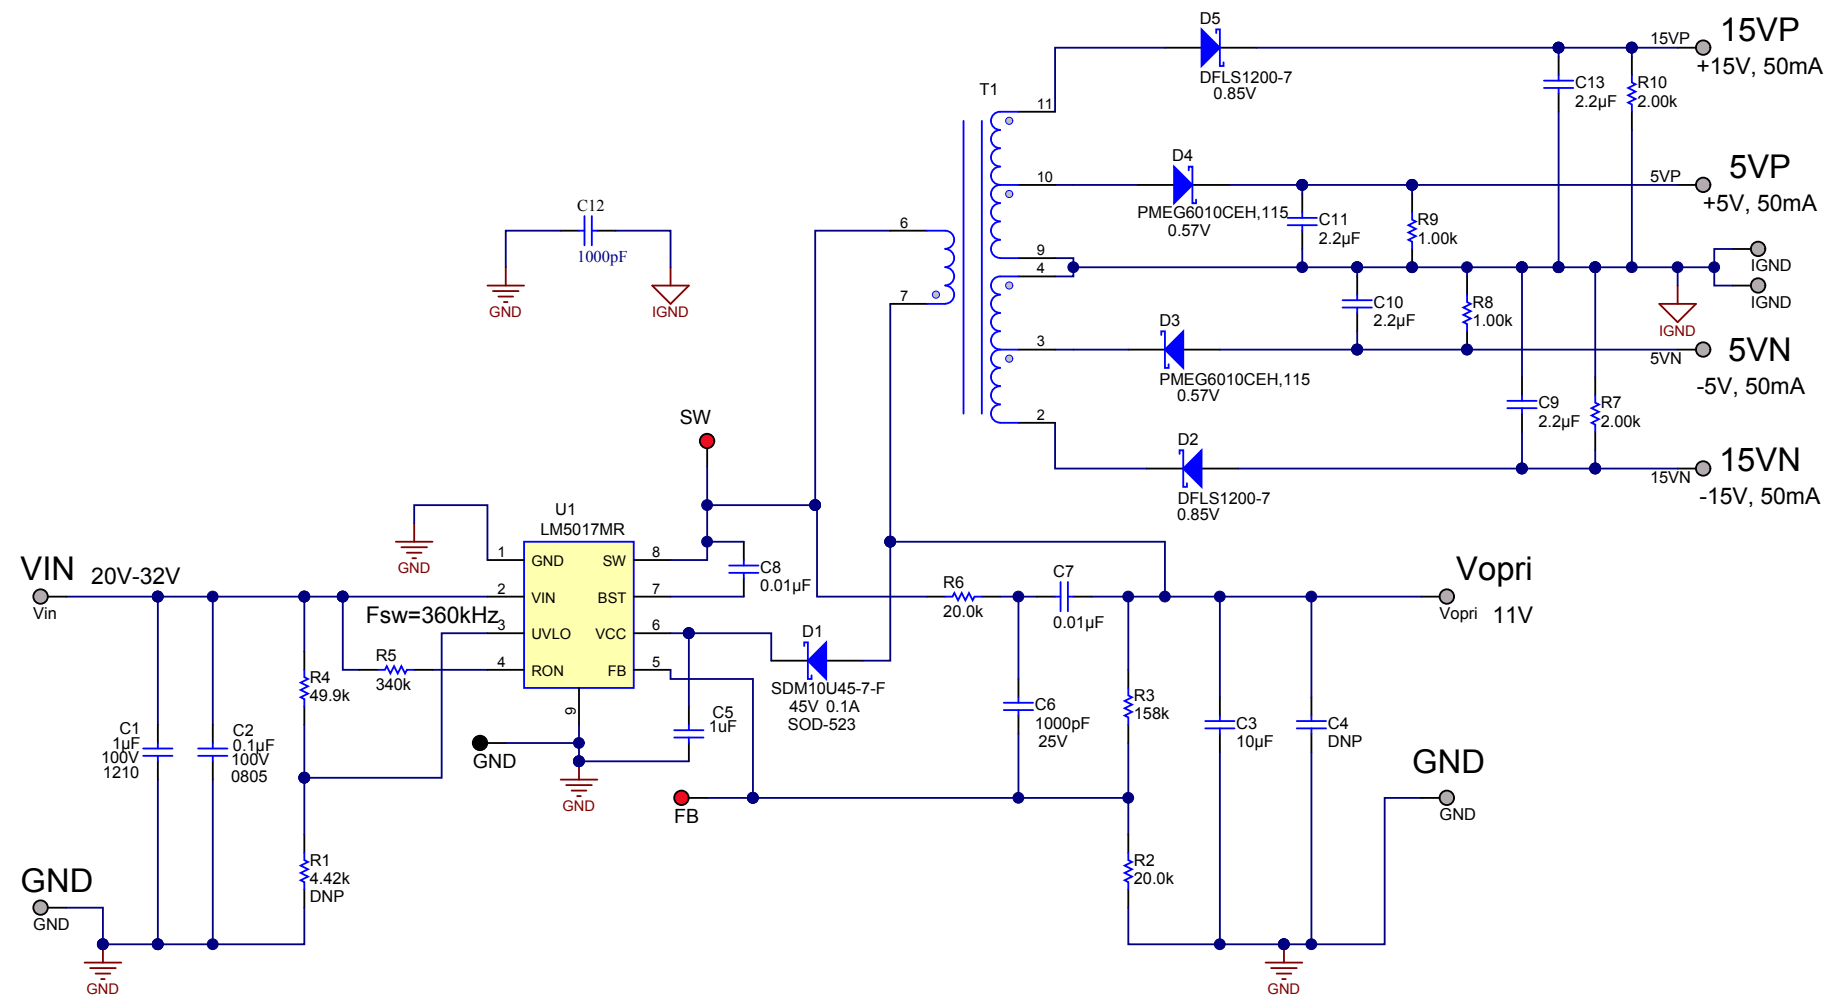 D5
15VP
15VP
+15V, 50mA
DFLS1200-7
0.85V
C13
2.2µF
R10
2.00k
T1
11
D4
5VP
10
5VP
+5V, 50mA
PMEG6010CEH,115
0.57V
C11
2.2µF
R9
1.00k
C12
1000pF
GND
IGND
6
7
9
4
IGND
IGND
IGND
C10
2.2µF
R8
1.00k
D3
3
5VN
5VN
-5V, 50mA
PMEG6010CEH,115
0.57V
C9
2.2µF
R7
2.00k
2
D2
15VN
15VN
-15V, 50mA
DFLS1200-7
0.85V
SW
U1
LM5017MR
GND
1
GND
SW
8
2
VIN
BST
7
3
UVLO
VCC
6
4
RON
FB
5
9
VIN
20V-32V
Vin
Fsw=360kHz
C8
0.01µF
R6
20.0k
C7
0.01µF
Vopri
Vopri
11V
R5
340k
R4
49.9k
D1
SDM10U45-7-F
45V 0.1A
SOD-523
C5
1uF
C6
1000pF
25V
R3
158k
C3
10µF
C4
DNP
C1
1µF
100V
1210
C2
0.1µF
100V
0805
GND
GND
FB
GND
GND
R1
4.42k
DNP
R2
20.0k
GND
GND
GND
GND